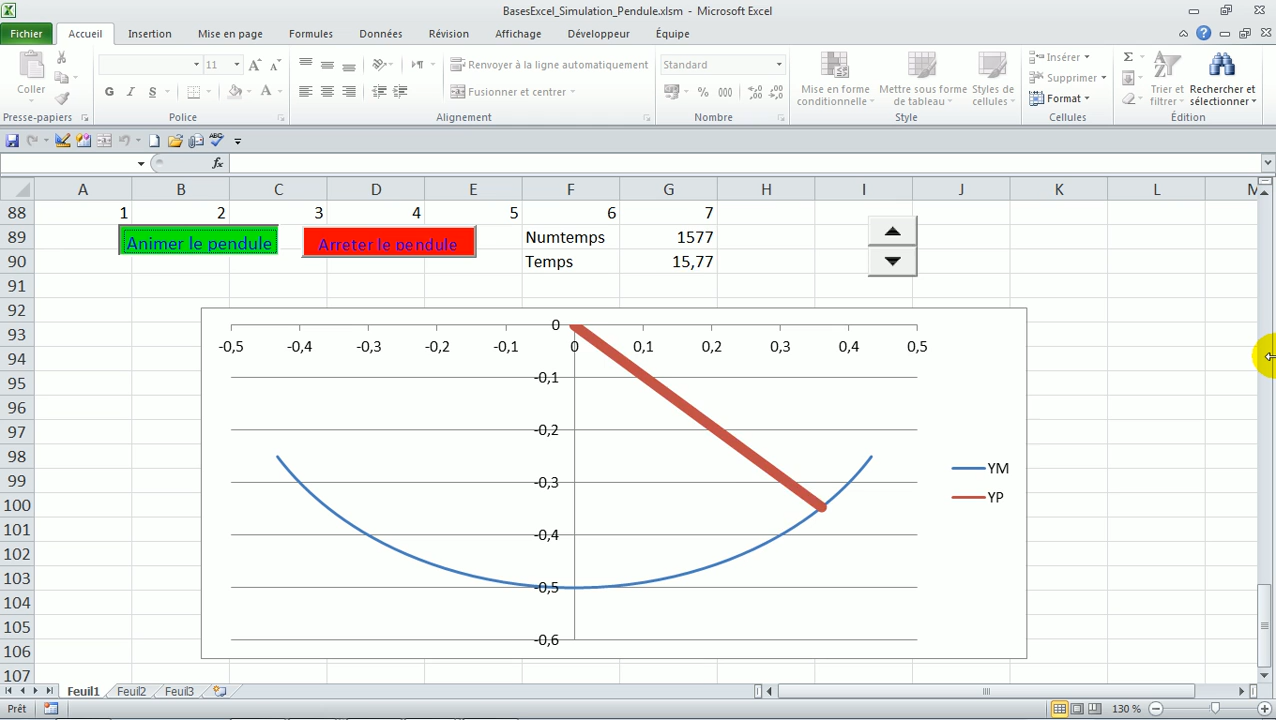 BasesExcel_Simulation_Pendule.xlsm - Microsoft Excel
Fichier Accueil Insertion Mise en page Formules Données Révision Affichage Développeur Équipe
Coller 11 Renvoyer à la ligne automatiquement Standard Mise en forme conditionnelle Mettre sous forme de tableau Styles de cellules Insérer Supprimer Format Trier et filtrer Rechercher et sélectionner
G I S A Fusionner et centrer % 000
Presse-papiers Police Alignement Nombre Style Cellules Édition
fx
A B C D E F G H I J K L M
88 1 2 3 4 5 6 7
89 Animer le pendule Arreter le pendule Numtemps 1577
90 Temps 15,77
91
92
93 0
-0,5 -0,4 -0,3 -0,2 -0,1 0 0,1 0,2 0,3 0,4 0,5
94
95 -0,1
96
97 -0,2
98 YM
99 -0,3
100 YP
101 -0,4
102
103 -0,5
104
105
106 -0,6
107
Feuil1 Feuil2 Feuil3
Prêt 130 %